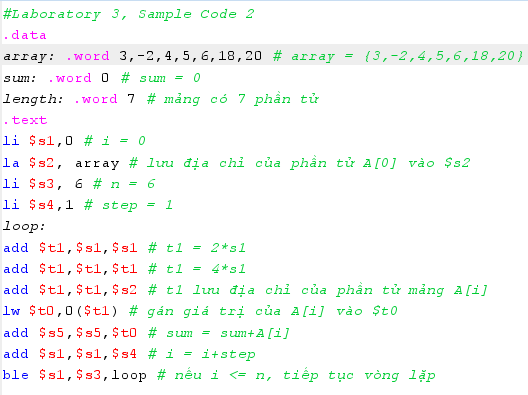 #Laboratory 3, Sample Code 2
.data
array: .word 3,-2,4,5,6,18,20 # array = {3,-2,4,5,6,18,20}
sum: .word 0 # sum = 0
length: .word 7 # mảng có 7 phần tử
.text
li $s1,0 # i = 0
la $s2, array # lưu địa chỉ của phần tử A[0] vào $s2
li $s3, 6 # n = 6
li $s4,1 # step = 1
loop:
add $t1,$s1,$s1 # t1 = 2*s1
add $t1,$t1,$t1 # t1 = 4*s1
add $t1,$t1,$s2 # t1 lưu địa chỉ của phần tử mảng A[i]
lw $t0,0($t1) # gán giá trị của A[i] vào $t0
add $s5,$s5,$t0 # sum = sum+A[i]
add $s1,$s1,$s4 # i = i+step
ble $s1,$s3,loop # nếu i <= n, tiếp tục vòng lặp